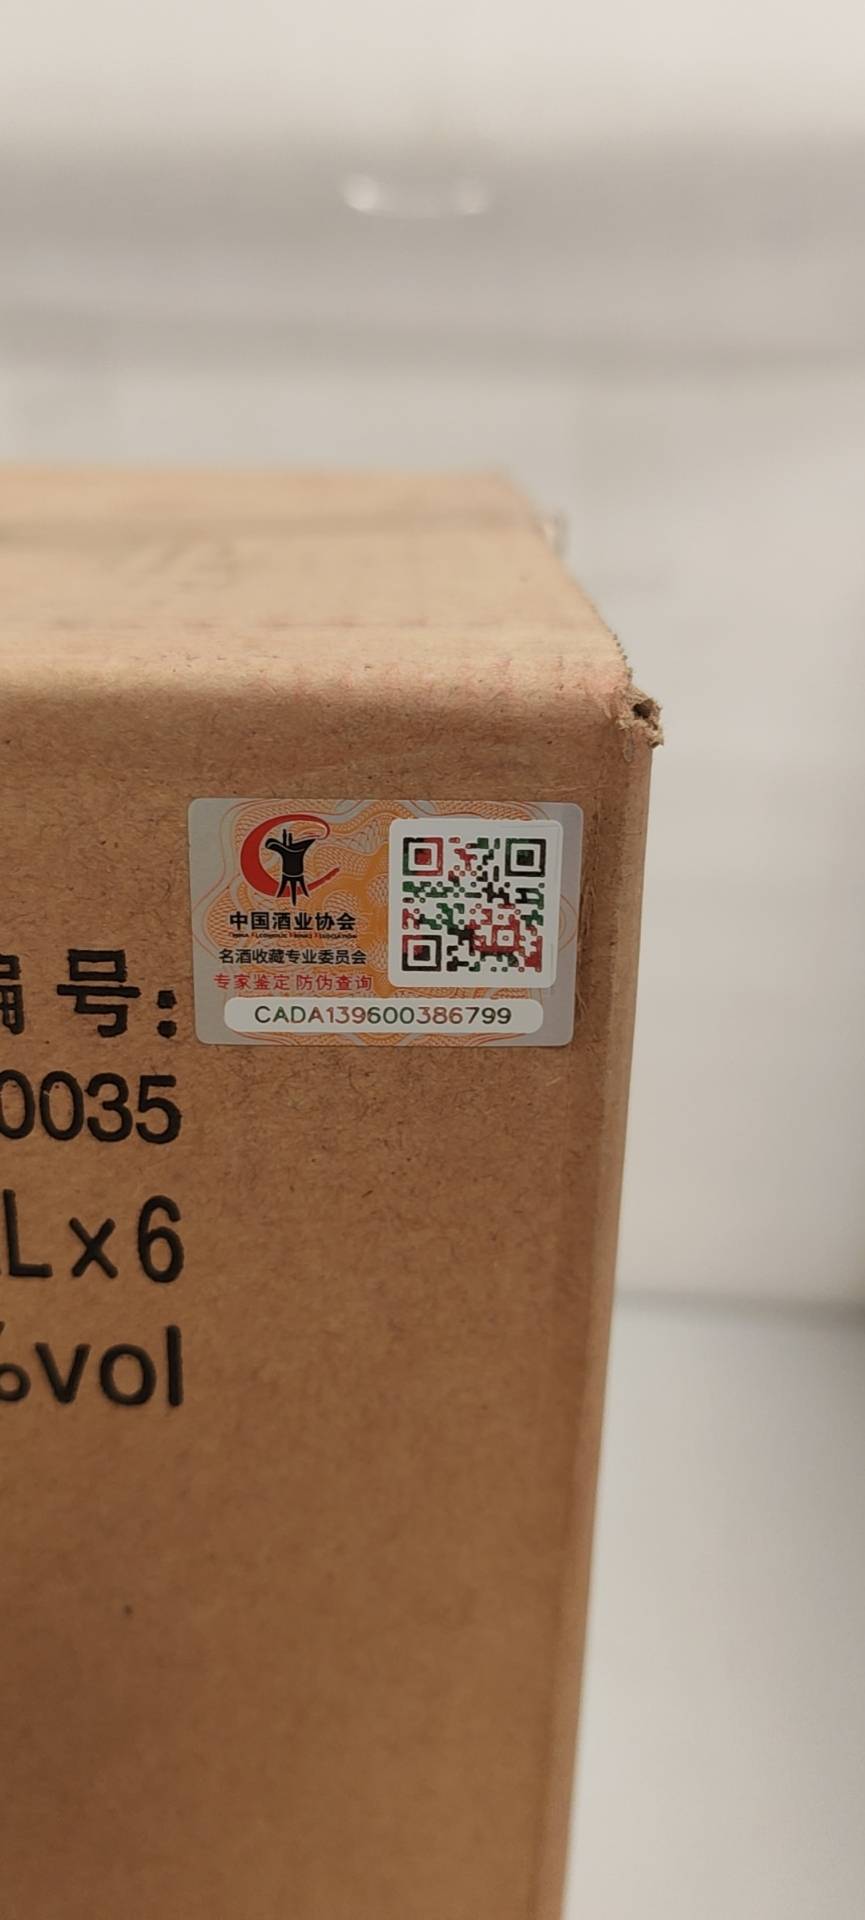 中国酒业协会
名酒收藏专业委员会
专家鉴定 防伪查询
CADA139600386799
编号:
0035
Lx6
%vol